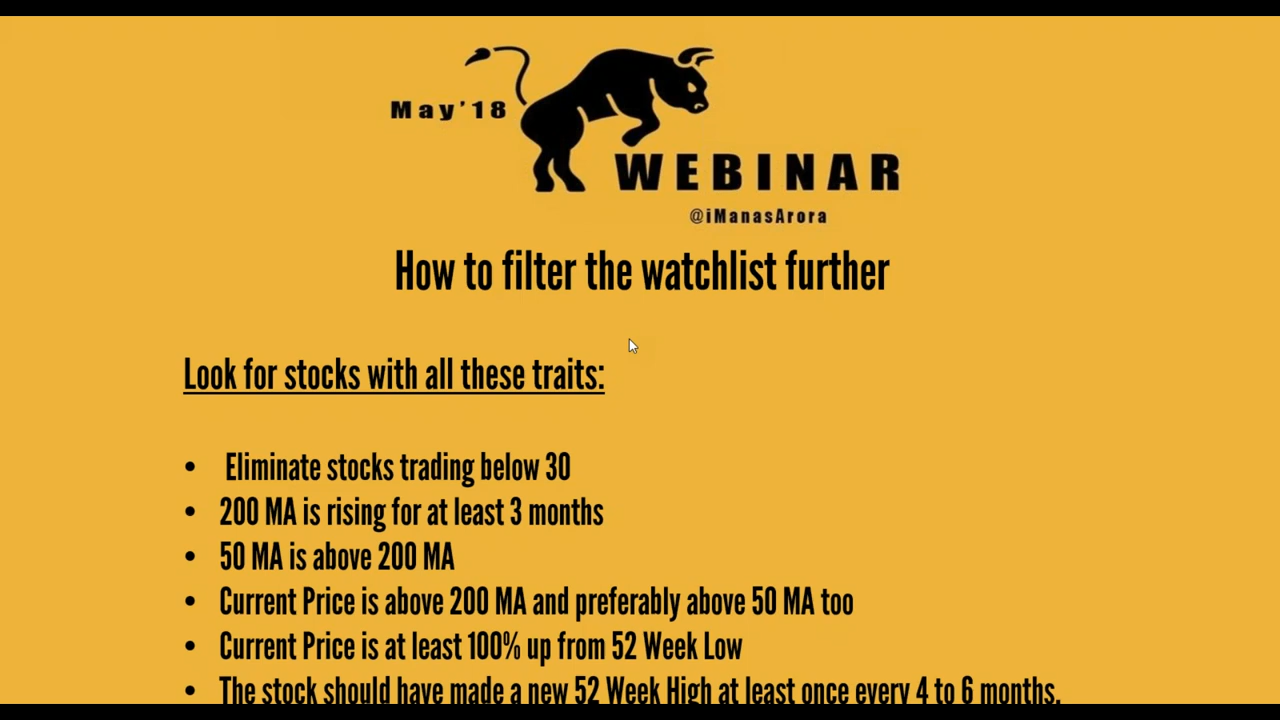 May'18
WEBINAR
@iManasArora
How to filter the watchlist further
Look for stocks with all these traits:
• Eliminate stocks trading below 30
• 200 MA is rising for at least 3 months
• 50 MA is above 200 MA
• Current Price is above 200 MA and preferably above 50 MA too
• Current Price is at least 100% up from 52 Week Low
• The stock should have made a new 52 Week High at least once every 4 to 6 months.